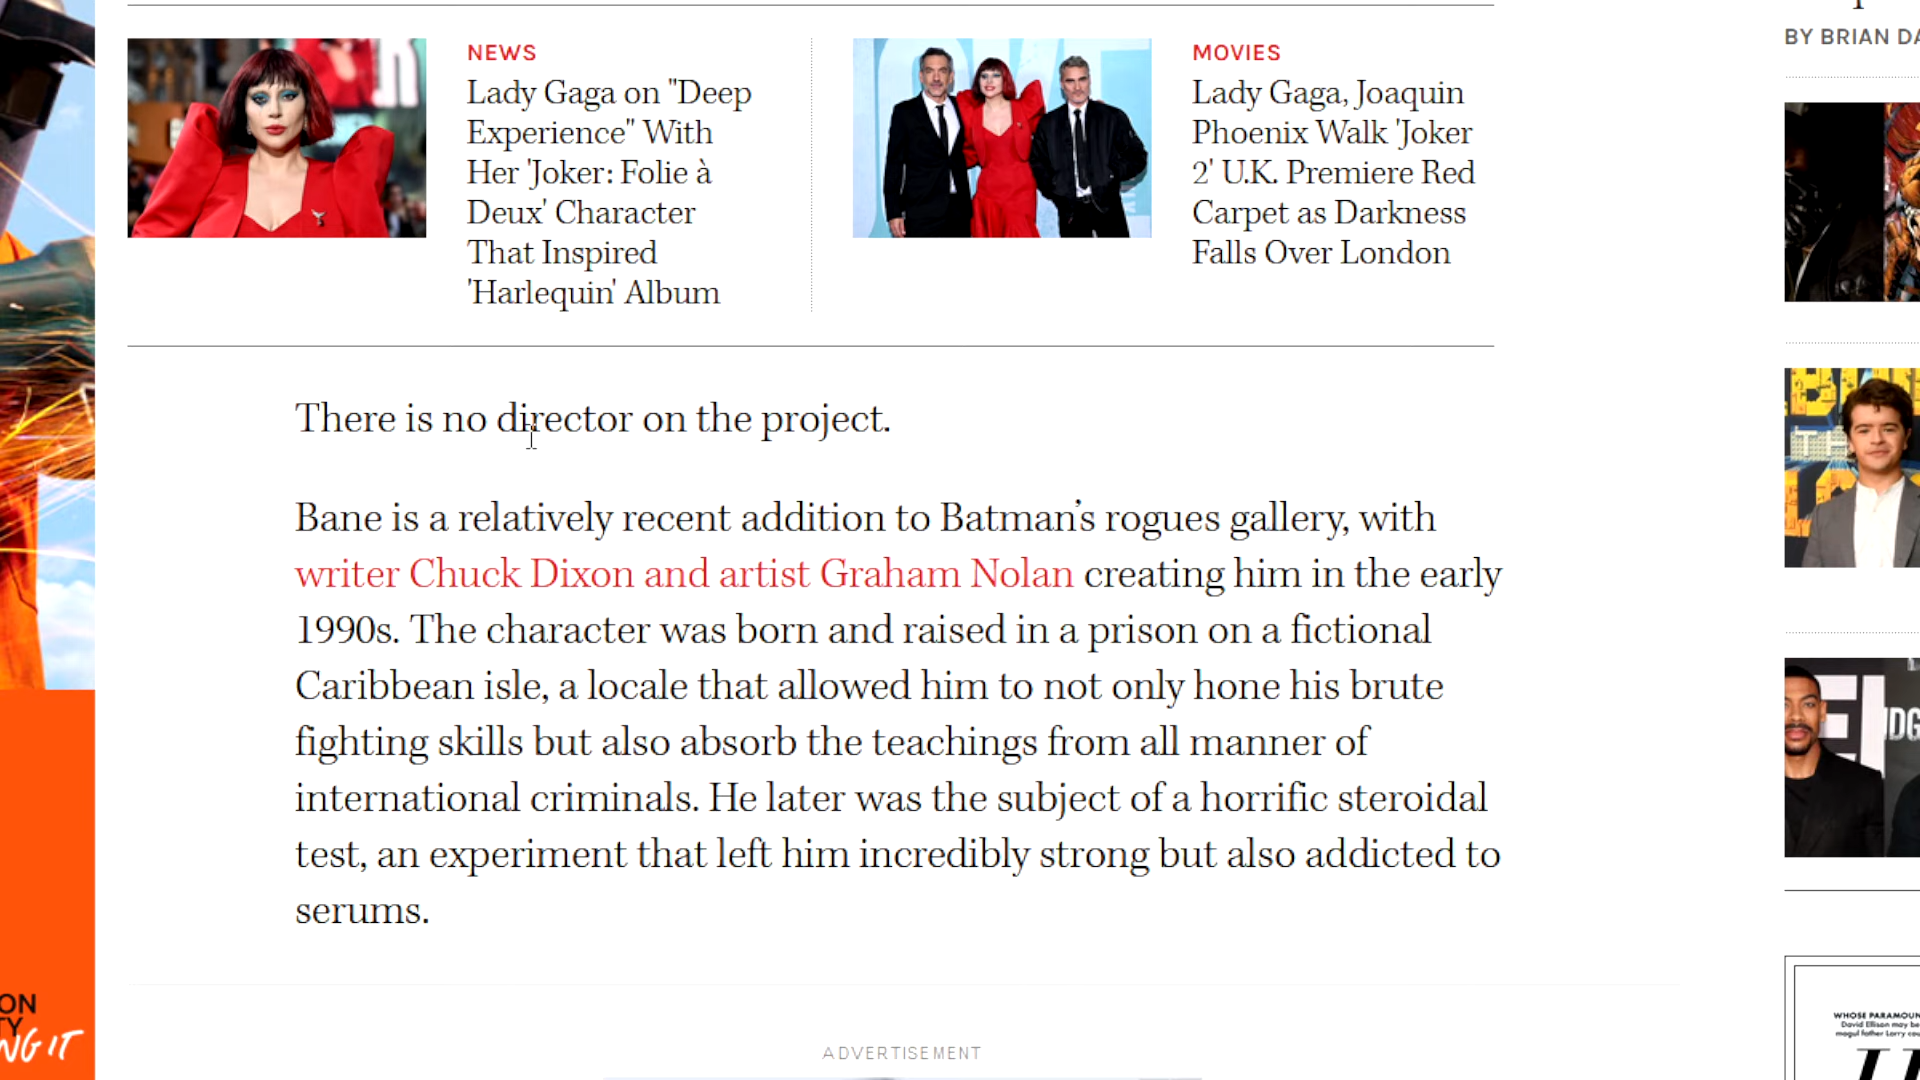 BY BRIAN DA
NEWS
Lady Gaga on "Deep
Experience" With
Her 'Joker: Folie à
Deux' Character
That Inspired
'Harlequin' Album
MOVIES
Lady Gaga, Joaquin
Phoenix Walk 'Joker
2' U.K. Premiere Red
Carpet as Darkness
Falls Over London
There is no director on the project.
Bane is a relatively recent addition to Batman’s rogues gallery, with
writer Chuck Dixon and artist Graham Nolan creating him in the early
1990s. The character was born and raised in a prison on a fictional
Caribbean isle, a locale that allowed him to not only hone his brute
fighting skills but also absorb the teachings from all manner of
international criminals. He later was the subject of a horrific steroidal
test, an experiment that left him incredibly strong but also addicted to
serums.
ADVERTISEMENT
ON
TY
NG IT
WHOSE PARAMOUN
David Ellison may be
mogul father Larry cou